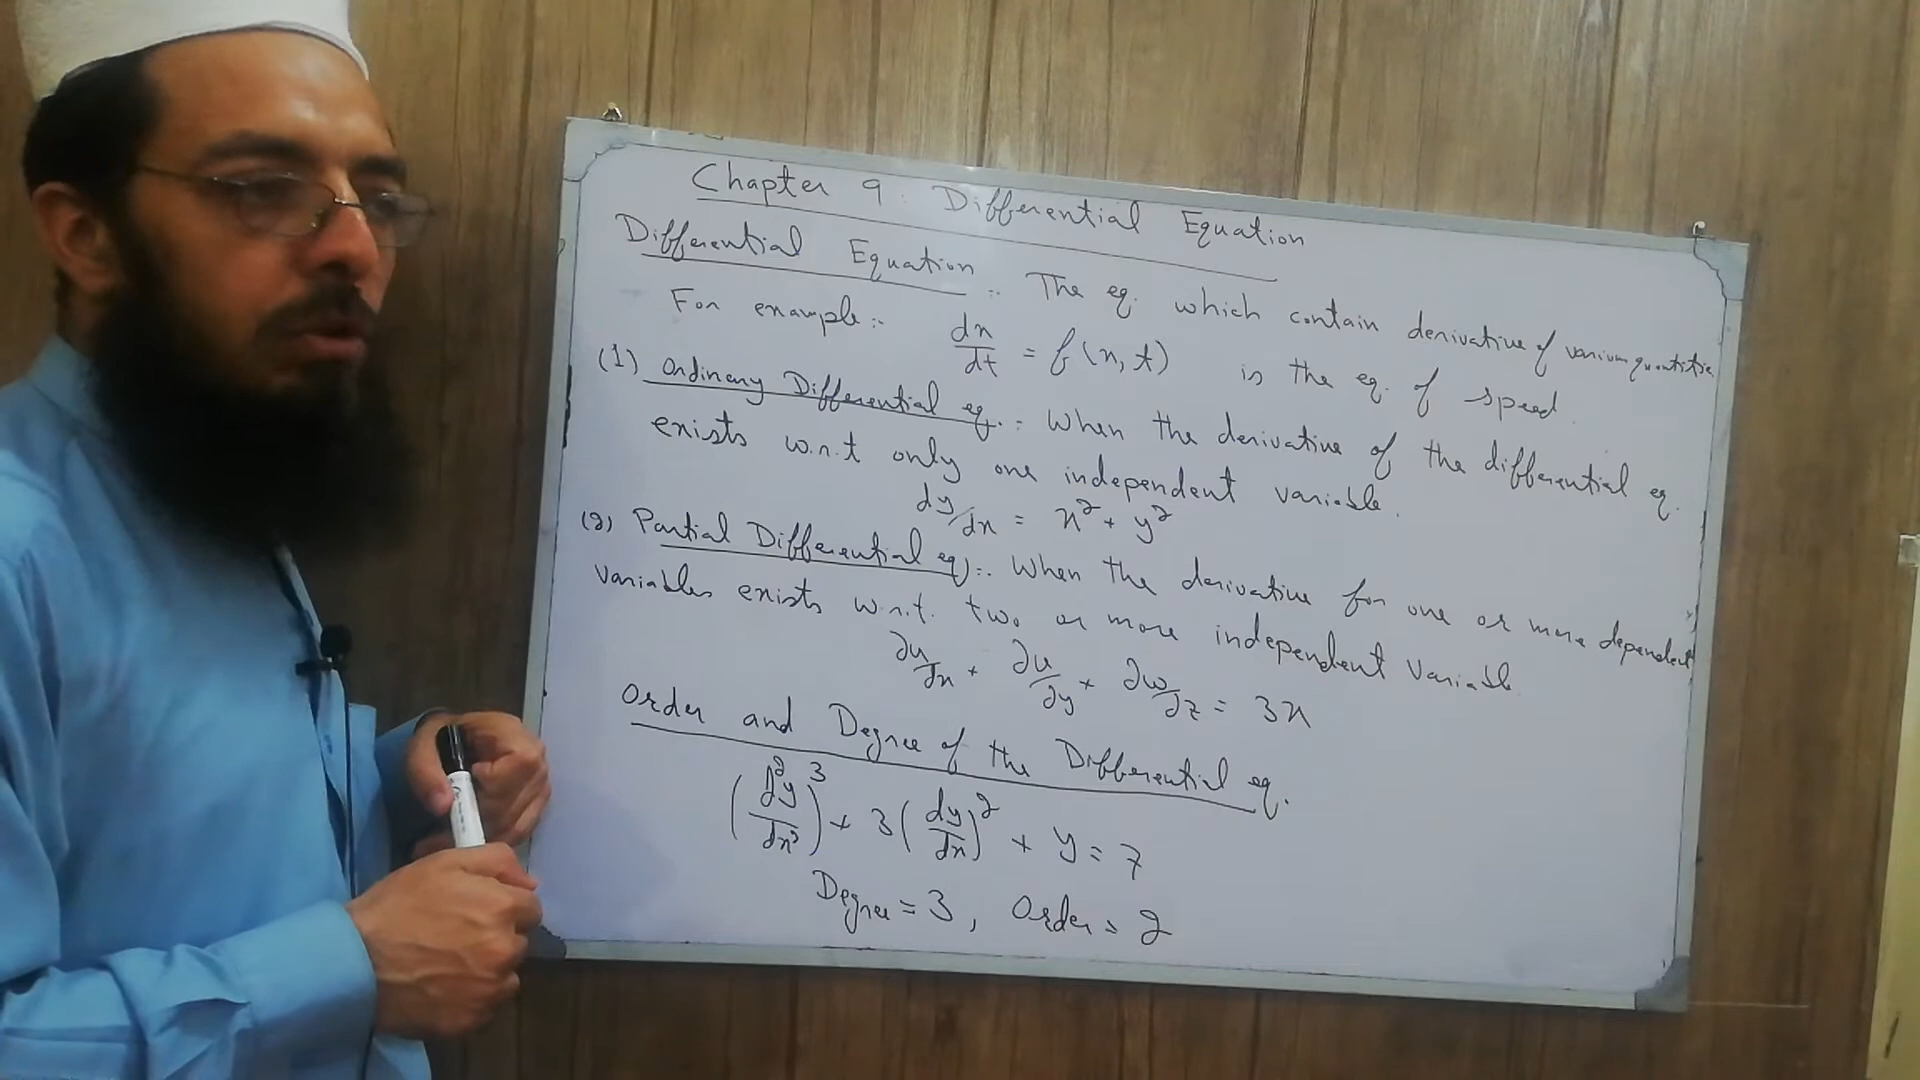 Chapter 9: Differential Equation
Differential Equation :- The eq. which contain derivative of various quantities
For example:- dx/dt = f(x, t) is the eq. of speed.
(1) Ordinary Differential eq. :- When the derivative of the differential eq.
exists w.r.t only one independent variable.
dy/dx = x² + y²
(2) Partial Differential eq :- When the derivative for one or more dependent
variables exists w.r.t. two or more independent variable
∂u/∂x + ∂u/∂y + ∂w/∂z = 3x
Order and Degree of the Differential eq.
(d²y/dx²)³ + 3(dy/dx)² + y = 7
Degree = 3, Order = 2